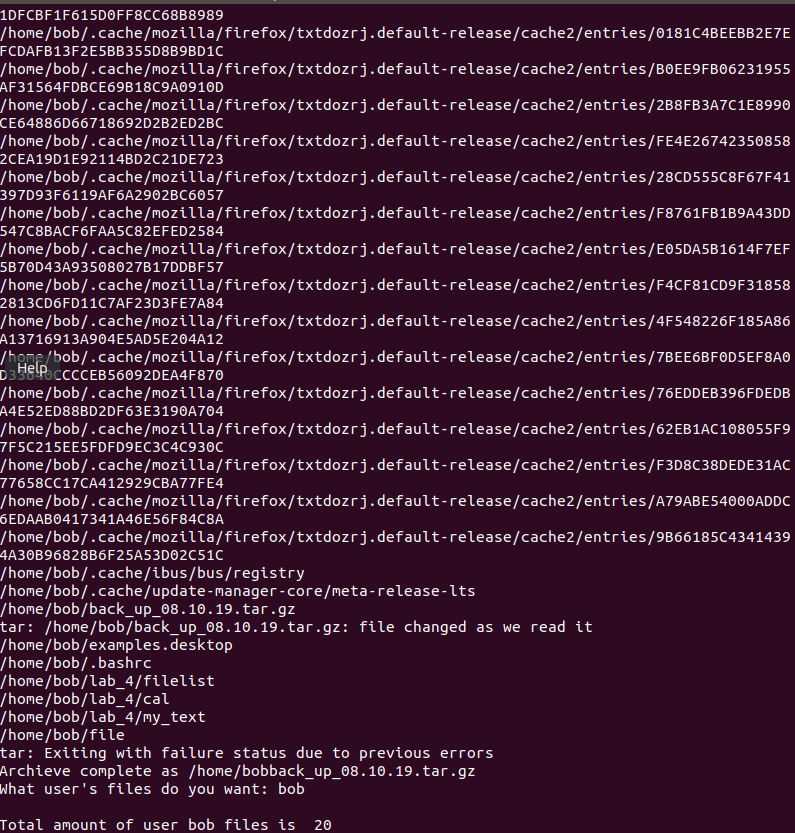 1DFCBF1F615D0FF8CC68B8989
/home/bob/.cache/mozilla/firefox/txtdozrj.default-release/cache2/entries/0181C4BEEBB2E7E
FCDAFB13F2E5BB355D8B9BD1C
/home/bob/.cache/mozilla/firefox/txtdozrj.default-release/cache2/entries/B0EE9FB06231955
AF31564FDBCE69B18C9A0910D
/home/bob/.cache/mozilla/firefox/txtdozrj.default-release/cache2/entries/2B8FB3A7C1E8990
CE64886D66718692D2B2ED2BC
/home/bob/.cache/mozilla/firefox/txtdozrj.default-release/cache2/entries/FE4E26742350858
2CEA19D1E92114BD2C21DE723
/home/bob/.cache/mozilla/firefox/txtdozrj.default-release/cache2/entries/28CD555C8F67F41
397D93F6119AF6A2902BC6057
/home/bob/.cache/mozilla/firefox/txtdozrj.default-release/cache2/entries/F8761FB1B9A43DD
547C8BACF6FAA5C82EFED2584
/home/bob/.cache/mozilla/firefox/txtdozrj.default-release/cache2/entries/E05DA5B1614F7EF
5B70D43A93508027B17DDBF57
/home/bob/.cache/mozilla/firefox/txtdozrj.default-release/cache2/entries/F4CF81CD9F31858
2813CD6FD11C7AF23D3FE7A84
/home/bob/.cache/mozilla/firefox/txtdozrj.default-release/cache2/entries/4F548226F185A86
A13716913A904E5AD5E204A12
/home/bob/.cache/mozilla/firefox/txtdozrj.default-release/cache2/entries/7BEE6BF0D5EF8A0
Help
D33640CCCCEB56092DEA4F870
/home/bob/.cache/mozilla/firefox/txtdozrj.default-release/cache2/entries/76EDDEB396FDEDB
A4E52ED88BD2DF63E3190A704
/home/bob/.cache/mozilla/firefox/txtdozrj.default-release/cache2/entries/62EB1AC108055F9
7F5C215EE5FDFD9EC3C4C930C
/home/bob/.cache/mozilla/firefox/txtdozrj.default-release/cache2/entries/F3D8C38DEDE31AC
77658CC17CA412929CBA77FE4
/home/bob/.cache/mozilla/firefox/txtdozrj.default-release/cache2/entries/A79ABE54000ADDC
6EDAAB0417341A46E56F84C8A
/home/bob/.cache/mozilla/firefox/txtdozrj.default-release/cache2/entries/9B66185C4341439
4A30B96828B6F25A53D02C51C
/home/bob/.cache/ibus/bus/registry
/home/bob/.cache/update-manager-core/meta-release-lts
/home/bob/back_up_08.10.19.tar.gz
tar: /home/bob/back_up_08.10.19.tar.gz: file changed as we read it
/home/bob/examples.desktop
/home/bob/.bashrc
/home/bob/lab_4/filelist
/home/bob/lab_4/cal
/home/bob/lab_4/my_text
/home/bob/file
tar: Exiting with failure status due to previous errors
Archieve complete as /home/bobback_up_08.10.19.tar.gz
What user's files do you want: bob
Total amount of user bob files is  20